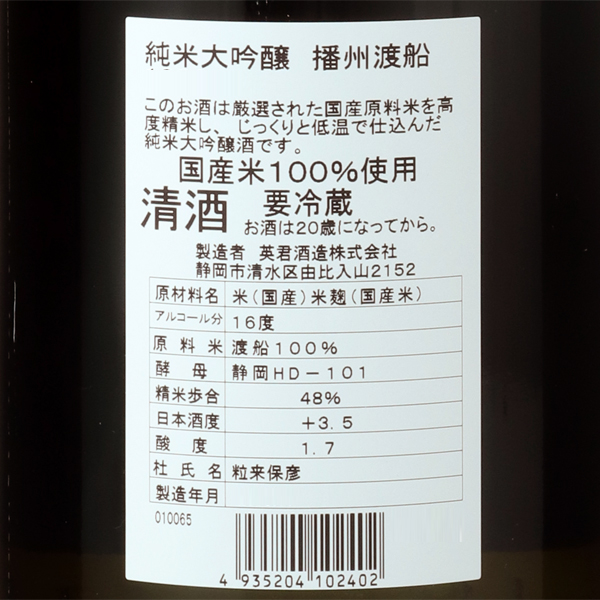 純米大吟醸 播州渡船
このお酒は厳選された国産原料米を高
度精米し、じっくりと低温で仕込んだ
純米大吟醸酒です。
国産米100%使用
清酒 要冷蔵
お酒は20歳になってから。
製造者 英君酒造株式会社
静岡市清水区由比入山2152
原材料名 米(国産)米麹(国産米)
アルコール分 16度
原料米 渡船100%
酵母 静岡HD-101
精米歩合 48%
日本酒度 +3.5
酸度 1.7
杜氏名 粒来保彦
製造年月
010065
4 935204 102402